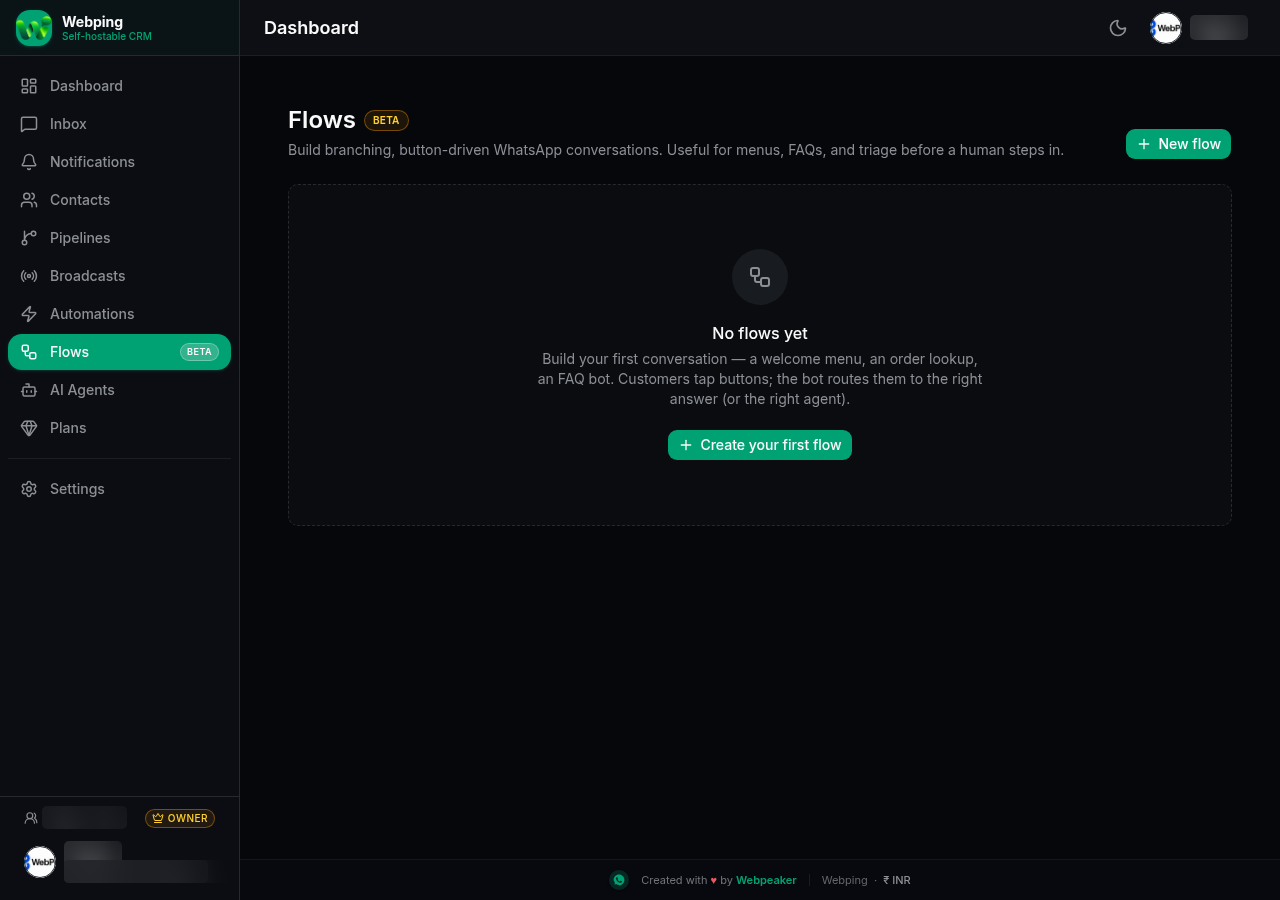 Webping
Self-hostable CRM
Dashboard
WebP
Dashboard
Inbox
Notifications
Contacts
Pipelines
Broadcasts
Automations
Flows BETA
AI Agents
Plans
Settings
OWNER
WebP
Flows BETA
Build branching, button-driven WhatsApp conversations. Useful for menus, FAQs, and triage before a human steps in.
+ New flow
No flows yet
Build your first conversation — a welcome menu, an order lookup,
an FAQ bot. Customers tap buttons; the bot routes them to the right
answer (or the right agent).
+ Create your first flow
Created with ♥ by Webpeaker
Webping · ₹ INR